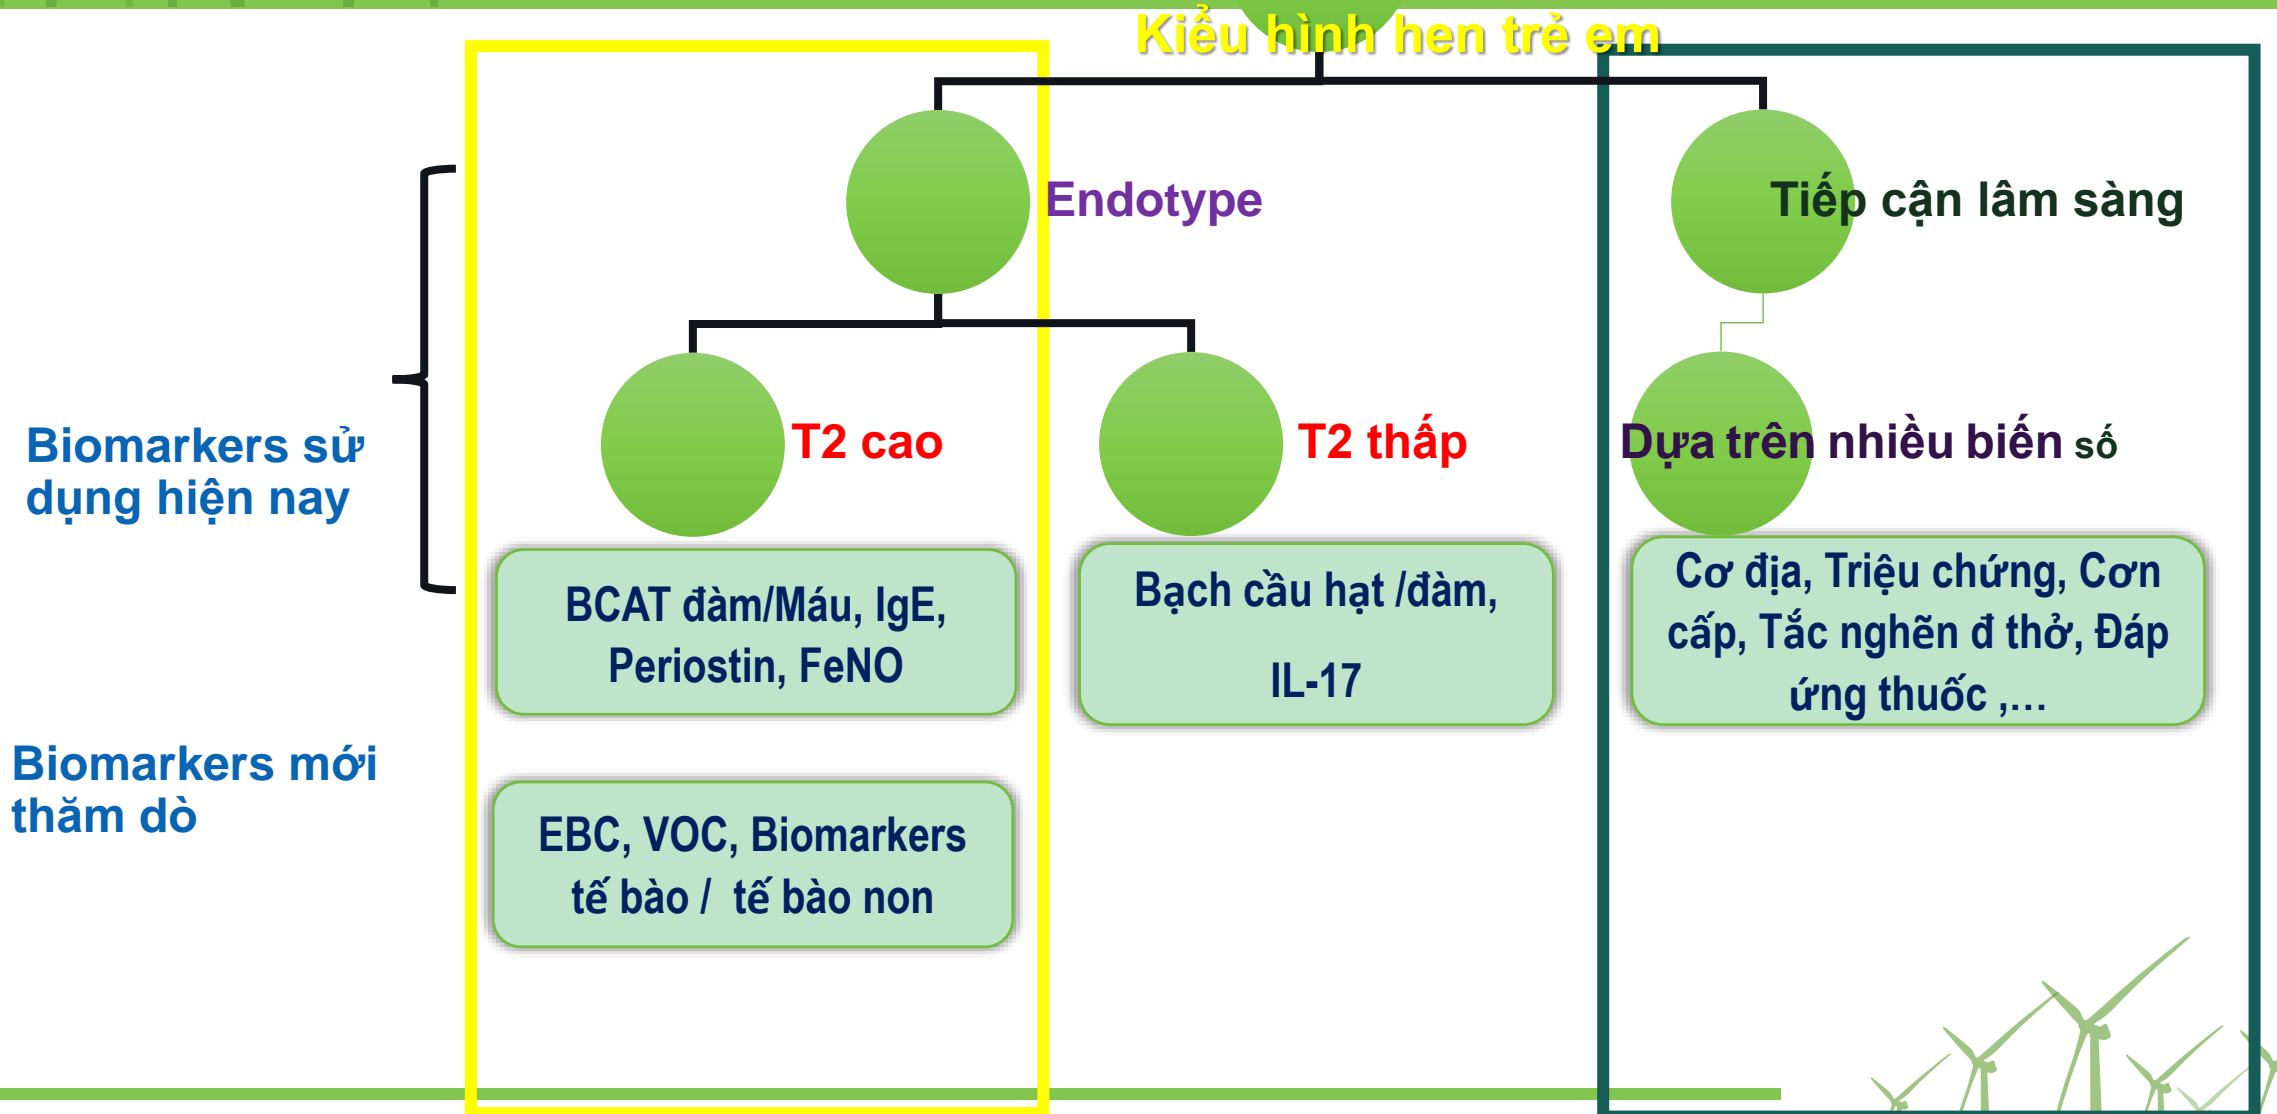 Kiểu hình hen trẻ em
Endotype
Tiếp cận lâm sàng
Biomarkers sử
dụng hiện nay
T2 cao
T2 thấp
Dựa trên nhiều biến số
BCAT đàm/Máu, IgE,
Periostin, FeNO
Bạch cầu hạt /đàm,
IL-17
Cơ địa, Triệu chứng, Cơn
cấp, Tắc nghẽn đ thở, Đáp
ứng thuốc ,...
Biomarkers mới
thăm dò
EBC, VOC, Biomarkers
tế bào / tế bào non